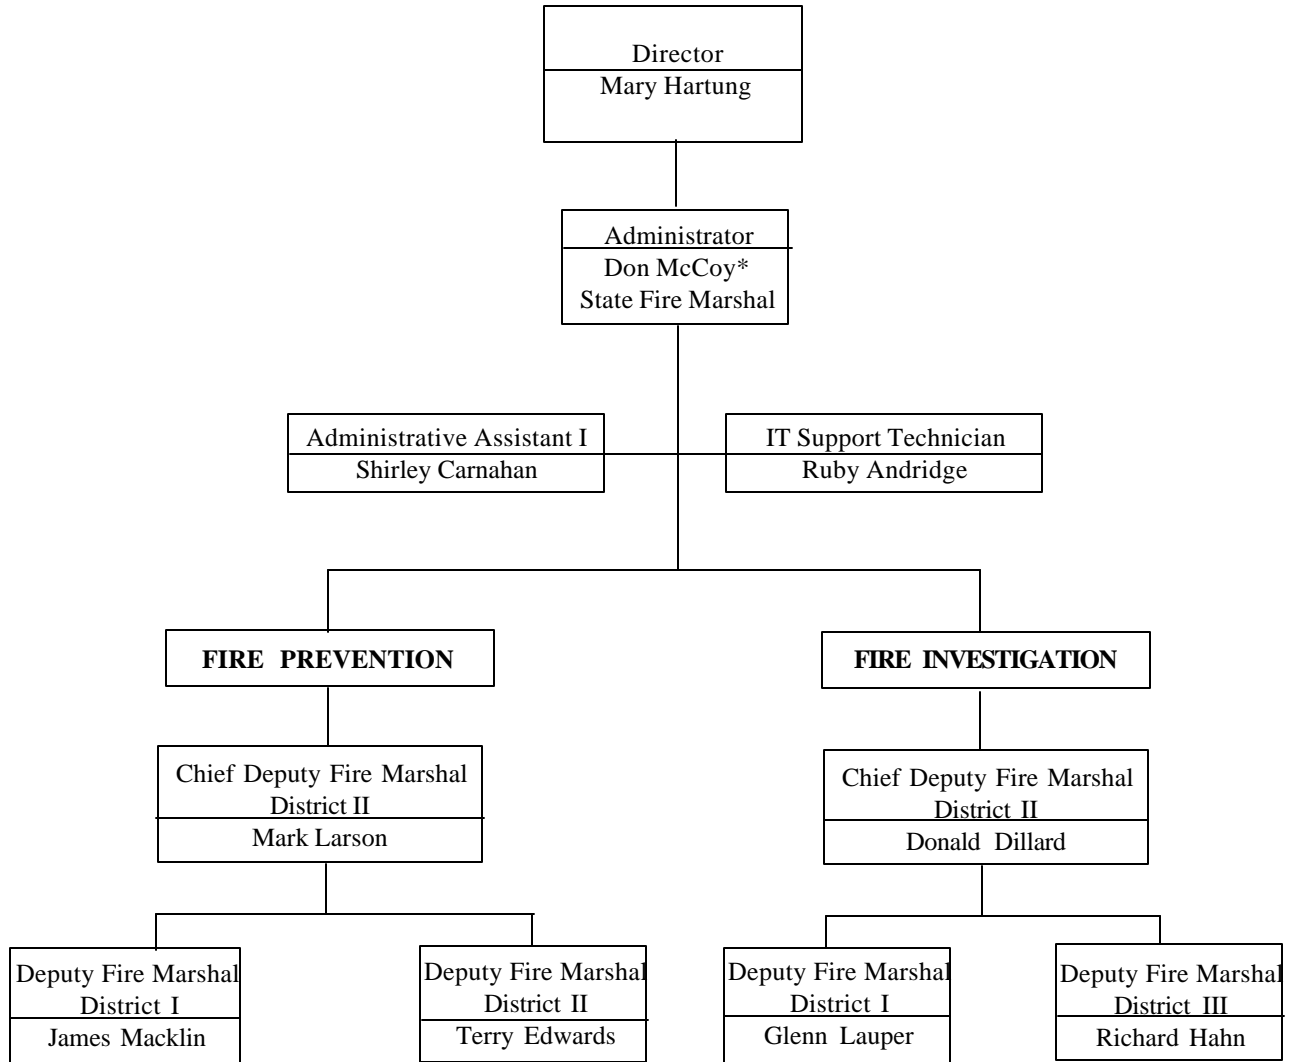 Director
Mary Hartung
Administrator
Don McCoy*
State Fire Marshal
Administrative Assistant I
Shirley Carnahan
IT Support Technician
Ruby Andridge
FIRE PREVENTION
FIRE INVESTIGATION
Chief Deputy Fire Marshal
District II
Mark Larson
Chief Deputy Fire Marshal
District II
Donald Dillard
Deputy Fire Marshal
District I
James Macklin
Deputy Fire Marshal
District II
Terry Edwards
Deputy Fire Marshal
District I
Glenn Lauper
Deputy Fire Marshal
District III
Richard Hahn